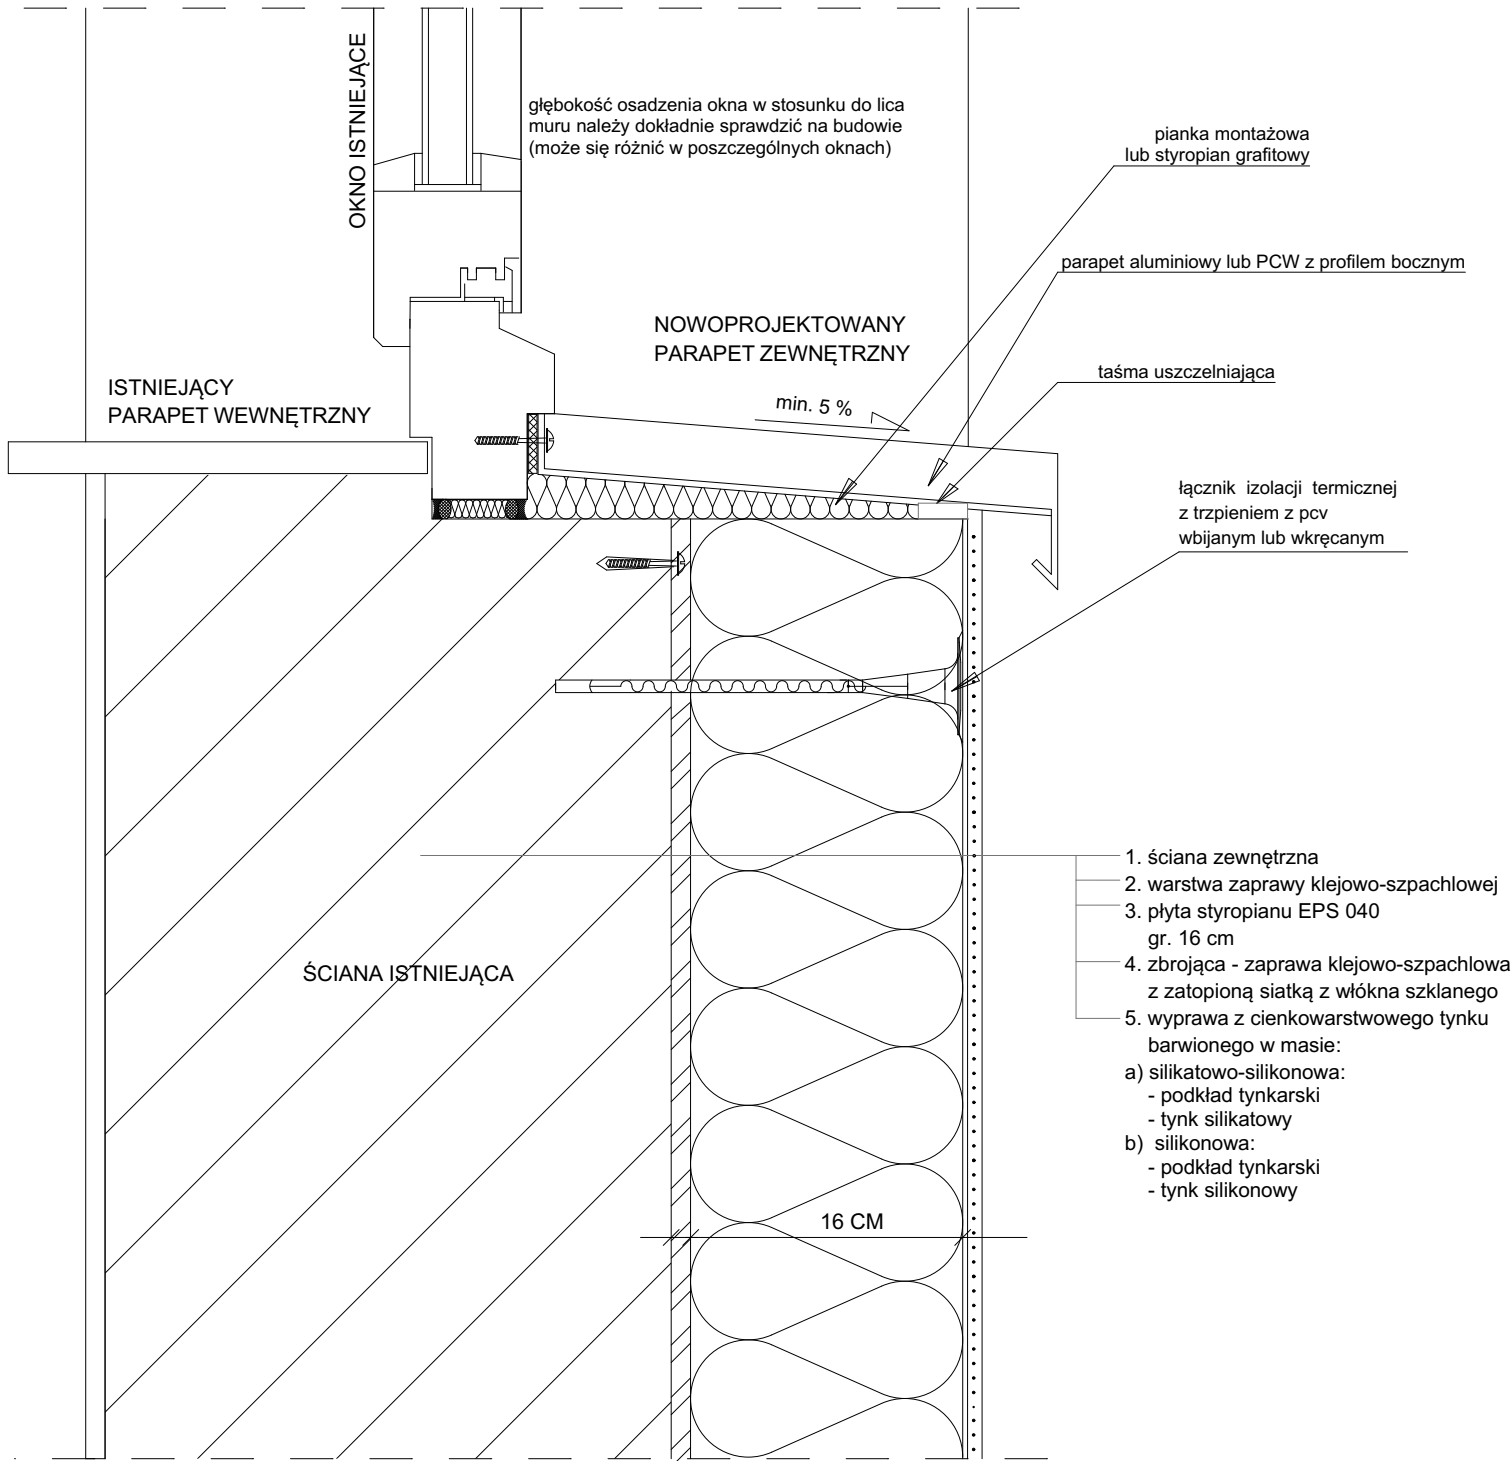 OKNO ISTNIEJĄCE
głębokość osadzenia okna w stosunku do lica
muru należy dokładnie sprawdzić na budowie
(może się różnić w poszczególnych oknach)
pianka montażowa
lub styropian grafitowy
parapet aluminiowy lub PCW z profilem bocznym
NOWOPROJEKTOWANY
PARAPET ZEWNĘTRZNY
taśma uszczelniająca
ISTNIEJĄCY
PARAPET WEWNĘTRZNY
min. 5 %
łącznik izolacji termicznej
z trzpieniem z pcv
wbijanym lub wkręcanym
1. ściana zewnętrzna
2. warstwa zaprawy klejowo-szpachlowej
3. płyta styropianu EPS 040
gr. 16 cm
4. zbrojąca - zaprawa klejowo-szpachlowa
z zatopioną siatką z włókna szklanego
5. wyprawa z cienkowarstwowego tynku
barwionego w masie:
a) silikatowo-silikonowa:
- podkład tynkarski
- tynk silikatowy
b) silikonowa:
- podkład tynkarski
- tynk silikonowy
ŚCIANA ISTNIEJĄCA
16 CM